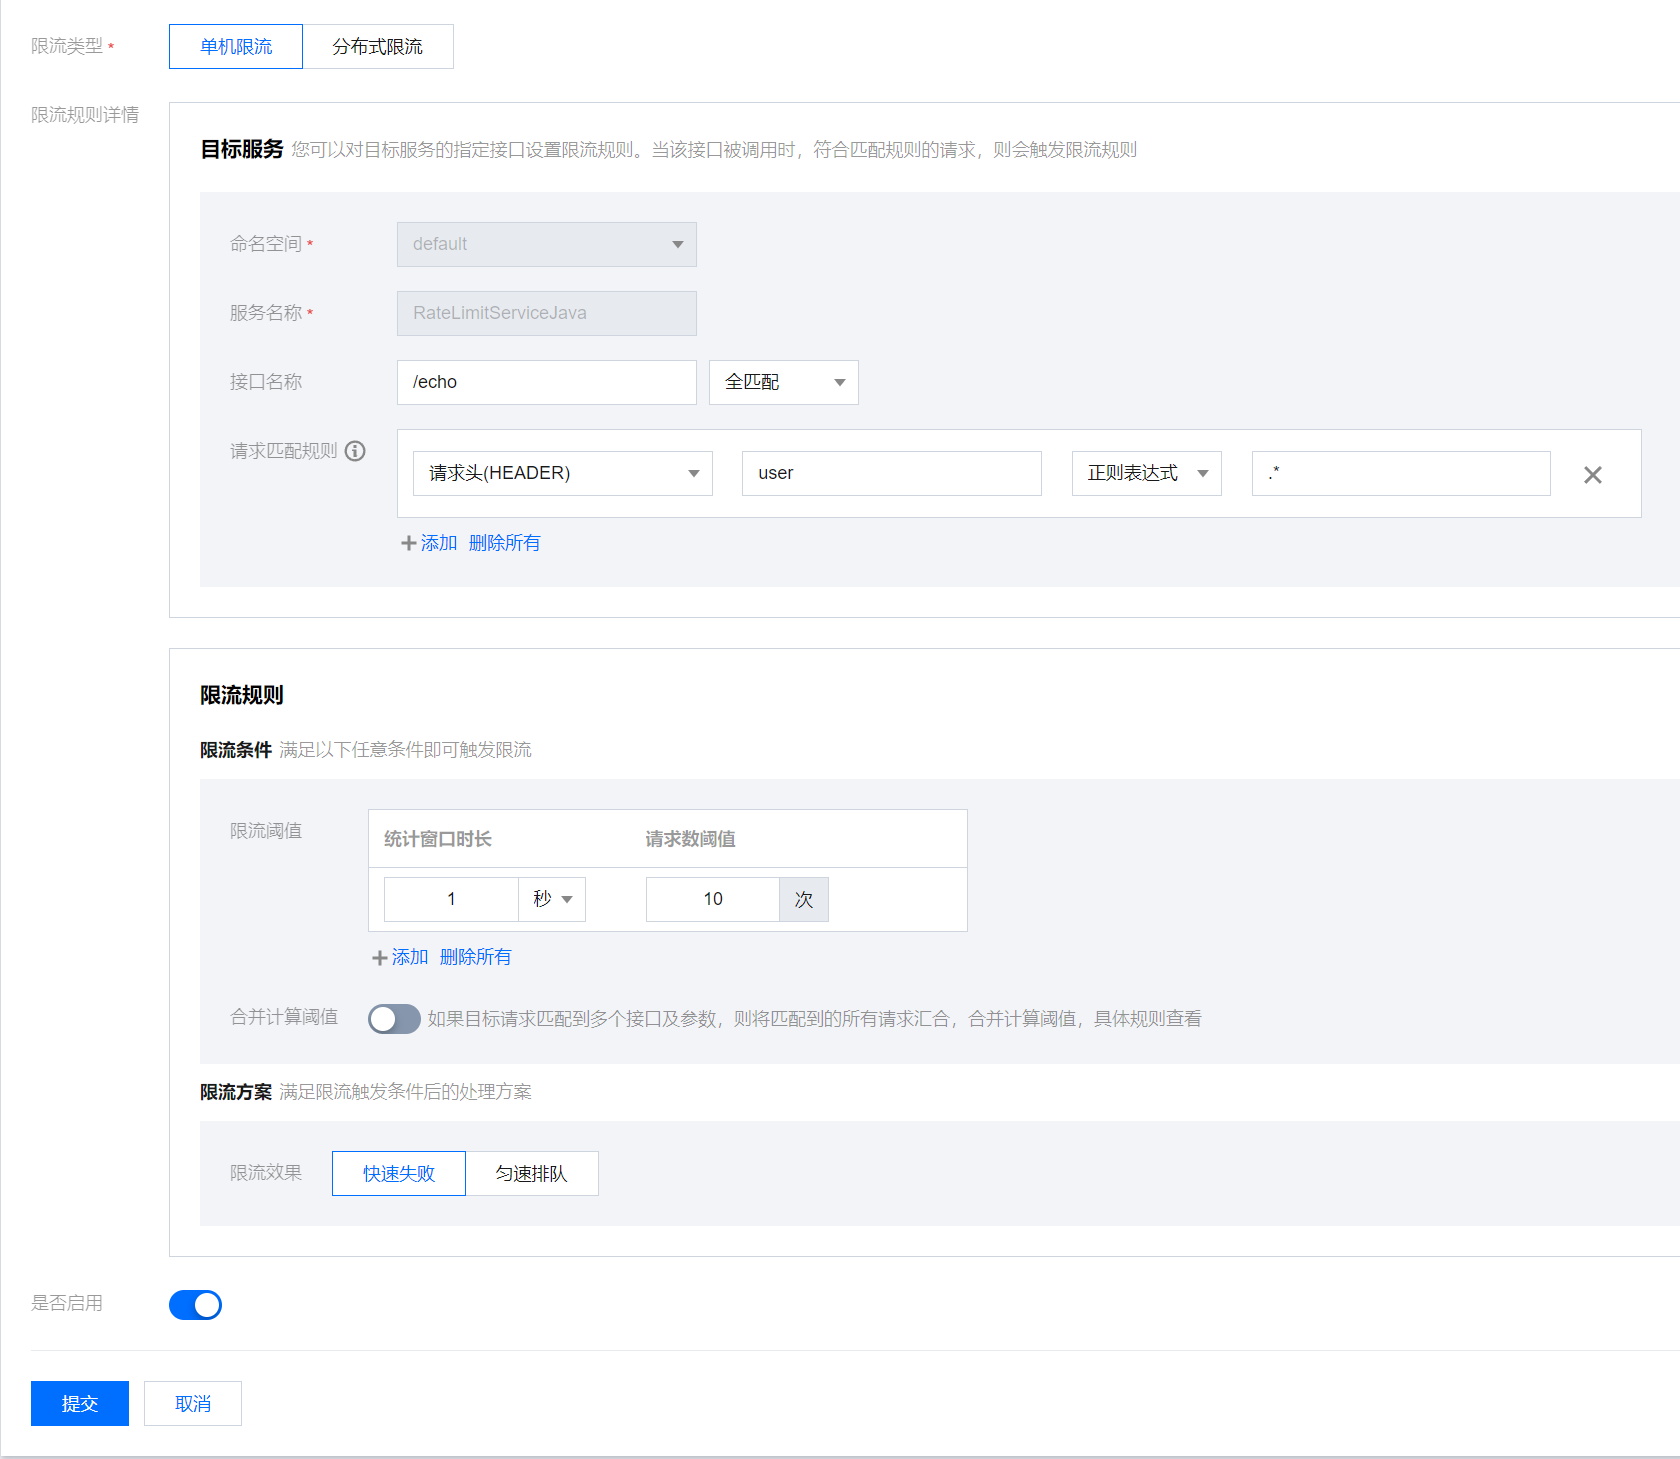 限流类型 * 单机限流 分布式限流
限流规则详情
目标服务 您可以对目标服务的指定接口设置限流规则。当该接口被调用时，符合匹配规则的请求，则会触发限流规则
命名空间 * default
服务名称 * RateLimitServiceJava
接口名称 /echo 全匹配
请求匹配规则 请求头(HEADER) user 正则表达式 .*
添加 删除所有
限流规则
限流条件 满足以下任意条件即可触发限流
限流阈值 统计窗口时长 请求数阈值
1 秒 10 次
添加 删除所有
合并计算阈值 如果目标请求匹配到多个接口及参数，则将匹配到的所有请求汇合，合并计算阈值，具体规则查看
限流方案 满足限流触发条件后的处理方案
限流效果 快速失败 匀速排队
是否启用
提交 取消